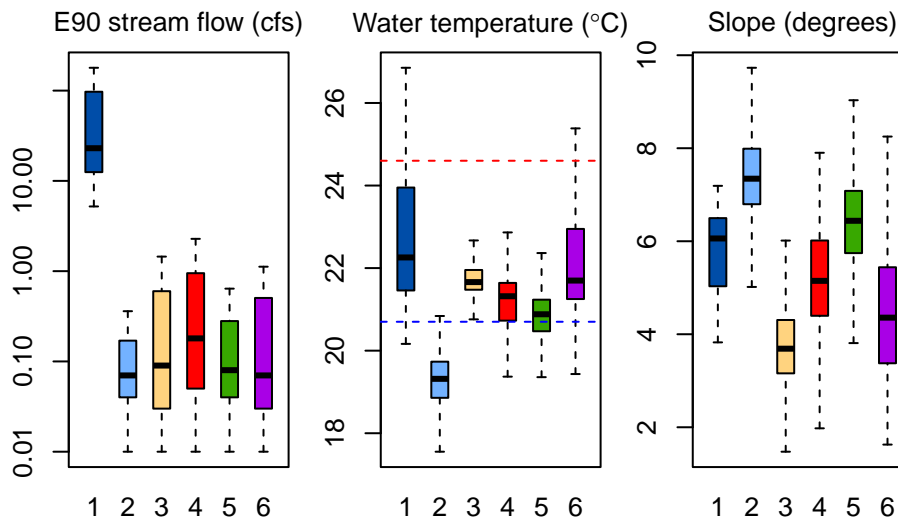 E90 stream flow (cfs)
0.01 0.10 1.00 10.00
1 2 3 4 5 6
Water temperature (°C)
18 20 22 24 26
1 2 3 4 5 6
Slope (degrees)
2 4 6 8 10
1 2 3 4 5 6